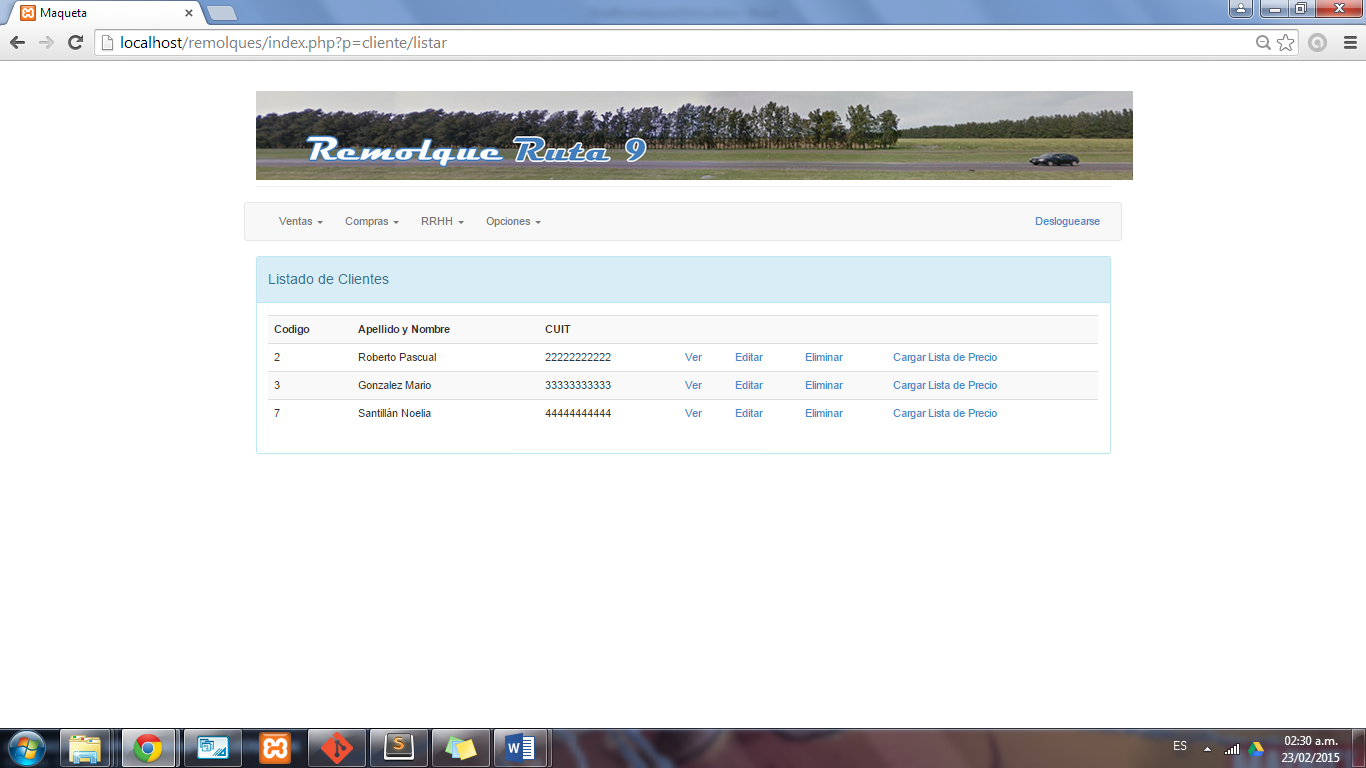 Maqueta
localhost/remolques/index.php?p=cliente/listar
Remolque Ruta 9
Ventas Compras RRHH Opciones Desloguearse
Listado de Clientes
Codigo Apellido y Nombre CUIT
2 Roberto Pascual 22222222222 Ver Editar Eliminar Cargar Lista de Precio
3 Gonzalez Mario 33333333333 Ver Editar Eliminar Cargar Lista de Precio
7 Santillán Noelia 44444444444 Ver Editar Eliminar Cargar Lista de Precio
ES 02:30 a.m.
23/02/2015